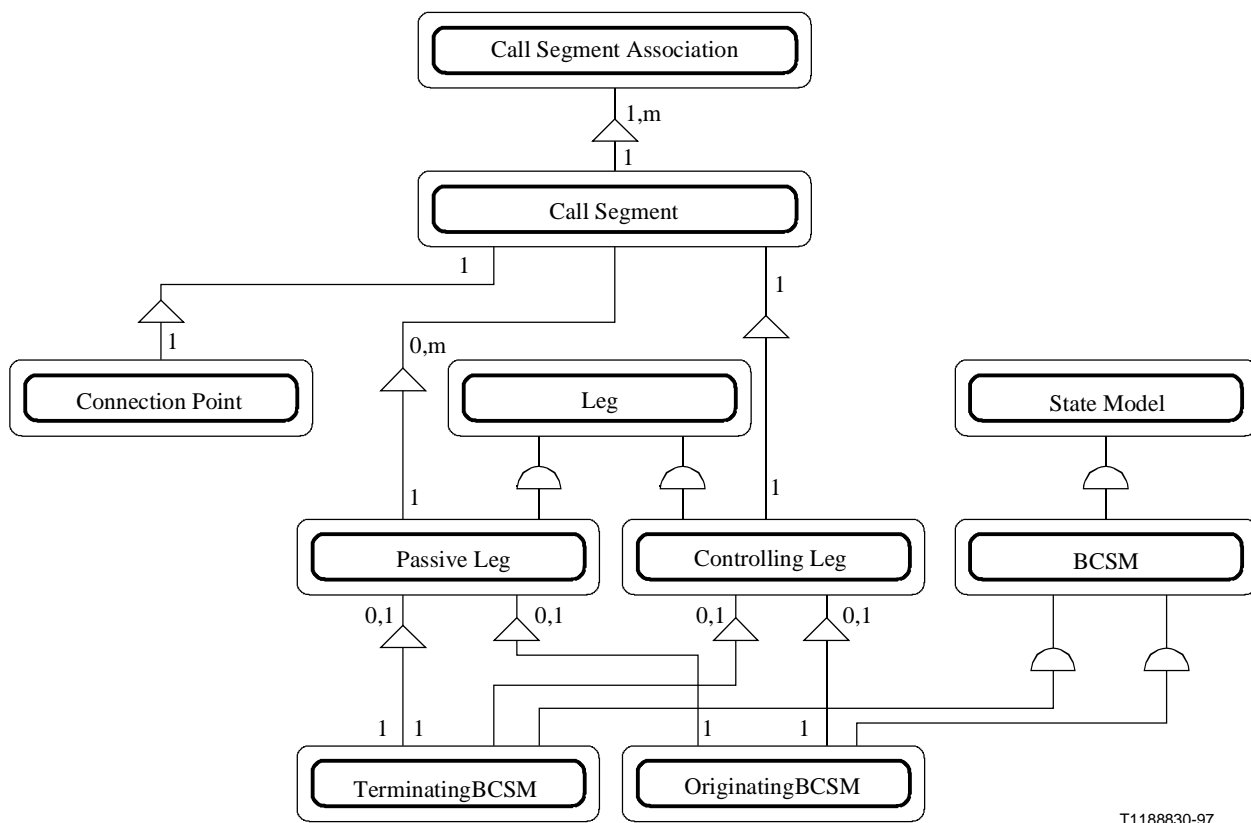 Call Segment Association
1,m
1
Call Segment
1
1
1
0,m
Connection Point
Leg
State Model
1
1
Passive Leg
Controlling Leg
BCSM
0,1
0,1
0,1
0,1
1
1
1
1
TerminatingBCSM
OriginatingBCSM
T1188830-97